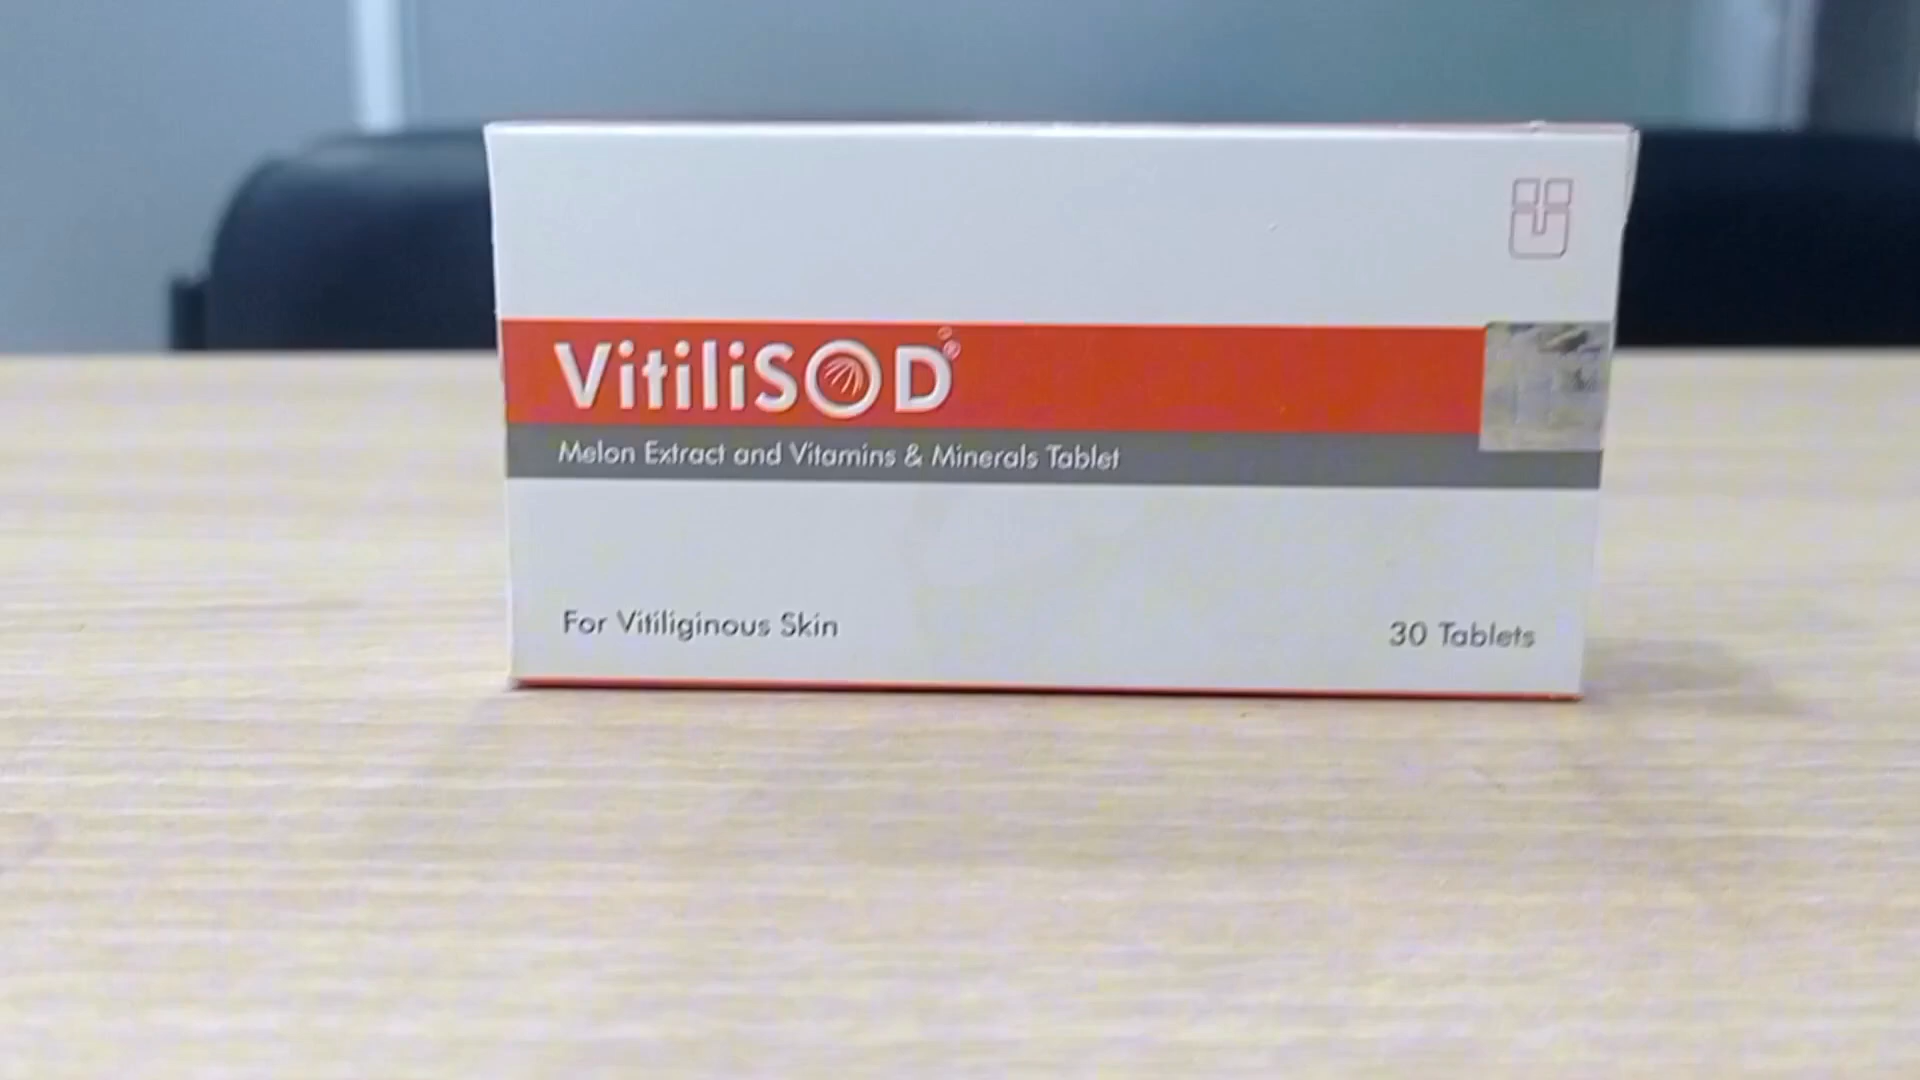 VitiliSOD®
Melon Extract and Vitamins & Minerals Tablet
For Vitiliginous Skin
30 Tablets